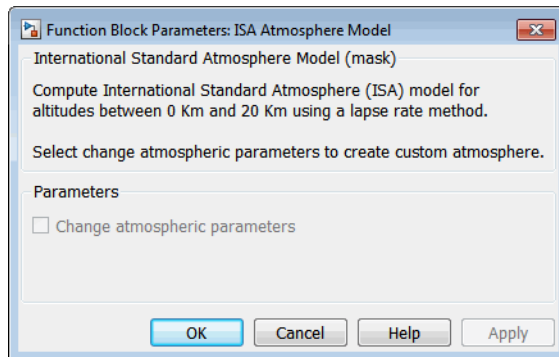 Function Block Parameters: ISA Atmosphere Model
International Standard Atmosphere Model (mask)
Compute International Standard Atmosphere (ISA) model for
altitudes between 0 Km and 20 Km using a lapse rate method.
Select change atmospheric parameters to create custom atmosphere.
Parameters
Change atmospheric parameters
OK Cancel Help Apply